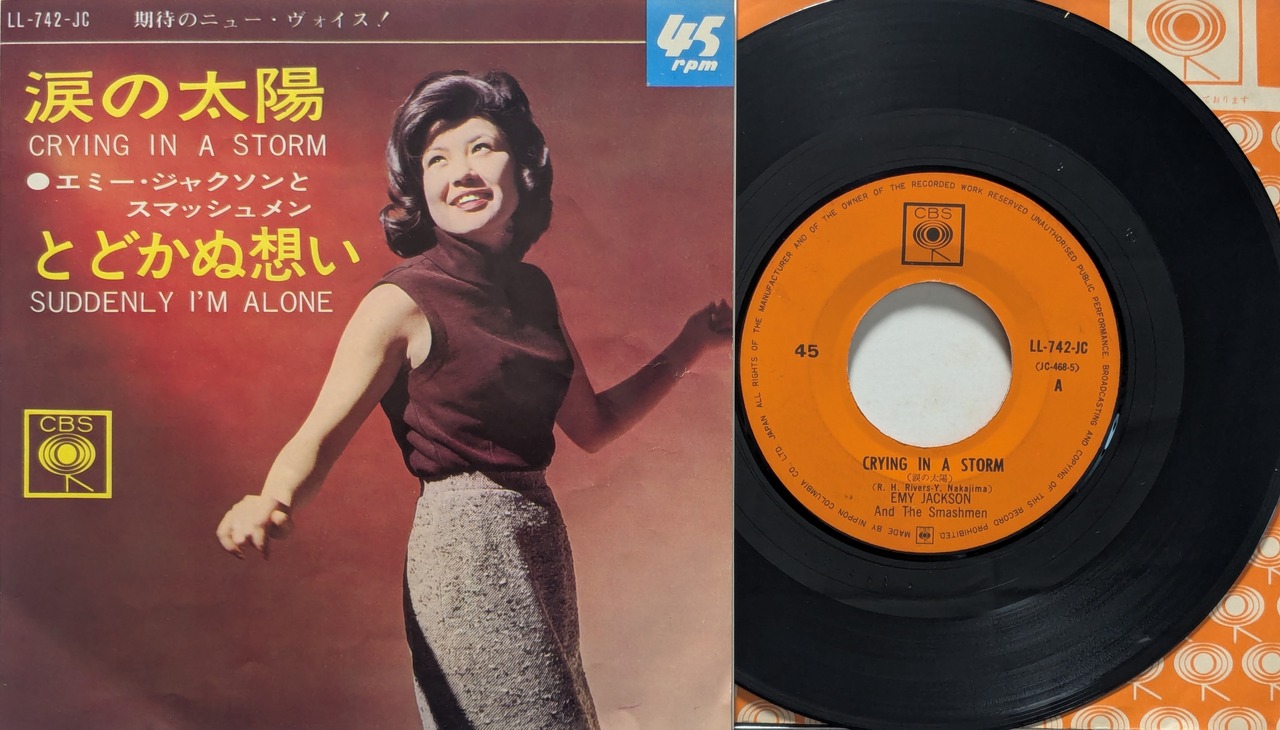 LL-742-JC 期待のニュー・ヴォイス!
45
rpm
涙の太陽
CRYING IN A STORM
●エミー・ジャクソンと
スマッシュメン
とどかぬ想い
SUDDENLY I'M ALONE
CBS
ております
CBS
45
LL-742-JC
(JC-468-5)
A
CRYING IN A STORM
(涙の太陽)
(R. H. Rivers-Y. Nakajima)
EMY JACKSON
And The Smashmen
MADE BY NIPPON COLUMBIA CO., LTD. JAPAN ALL RIGHTS OF THE MANUFACTURER AND OF THE OWNER OF THE RECORDED WORK RESERVED UNAUTHORISED PUBLIC PERFORMANCE BROADCASTING AND COPYING OF THIS RECORD PROHIBITED.